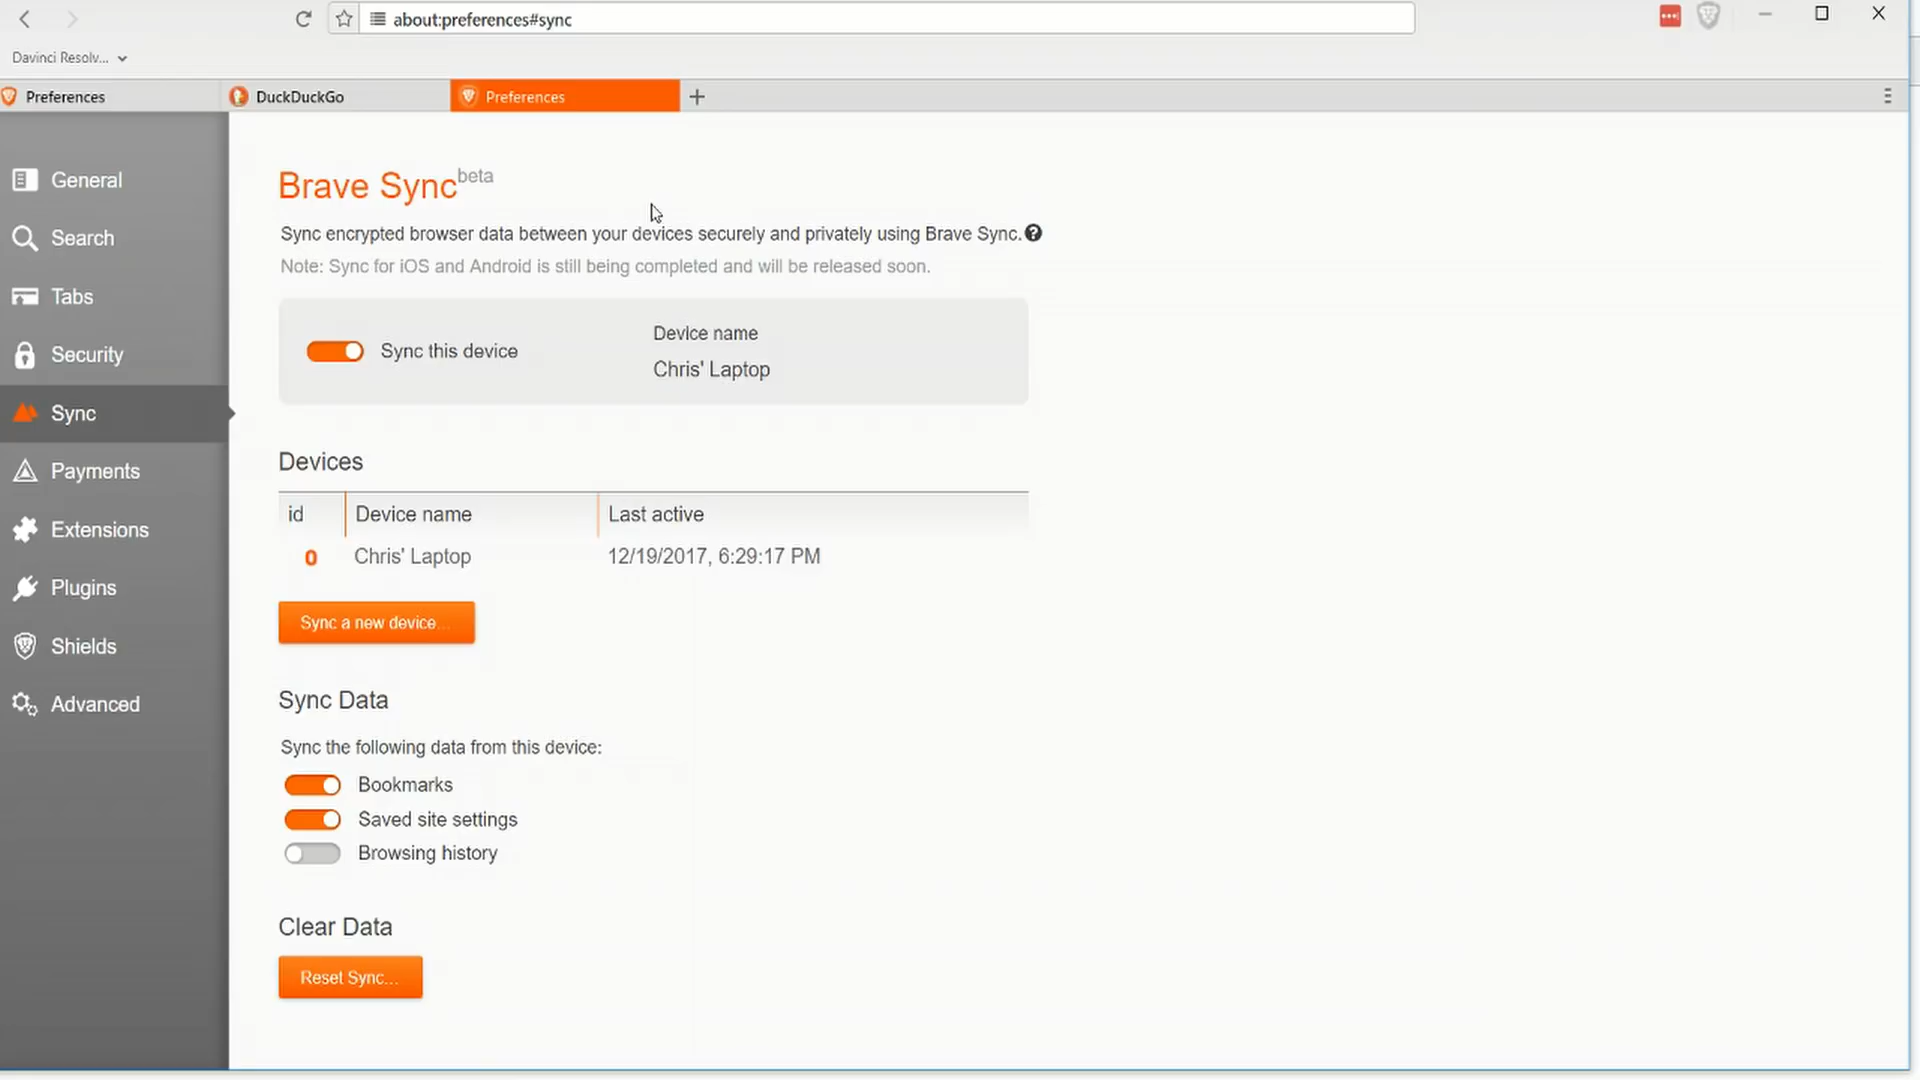 about:preferences#sync
Davinci Resolv...
Preferences
DuckDuckGo
Preferences
General
Search
Tabs
Security
Sync
Payments
Extensions
Plugins
Shields
Advanced
Brave Sync beta
Sync encrypted browser data between your devices securely and privately using Brave Sync.
Note: Sync for iOS and Android is still being completed and will be released soon.
Sync this device
Device name
Chris' Laptop
Devices
id Device name Last active
0 Chris' Laptop 12/19/2017, 6:29:17 PM
Sync a new device...
Sync Data
Sync the following data from this device:
Bookmarks
Saved site settings
Browsing history
Clear Data
Reset Sync...